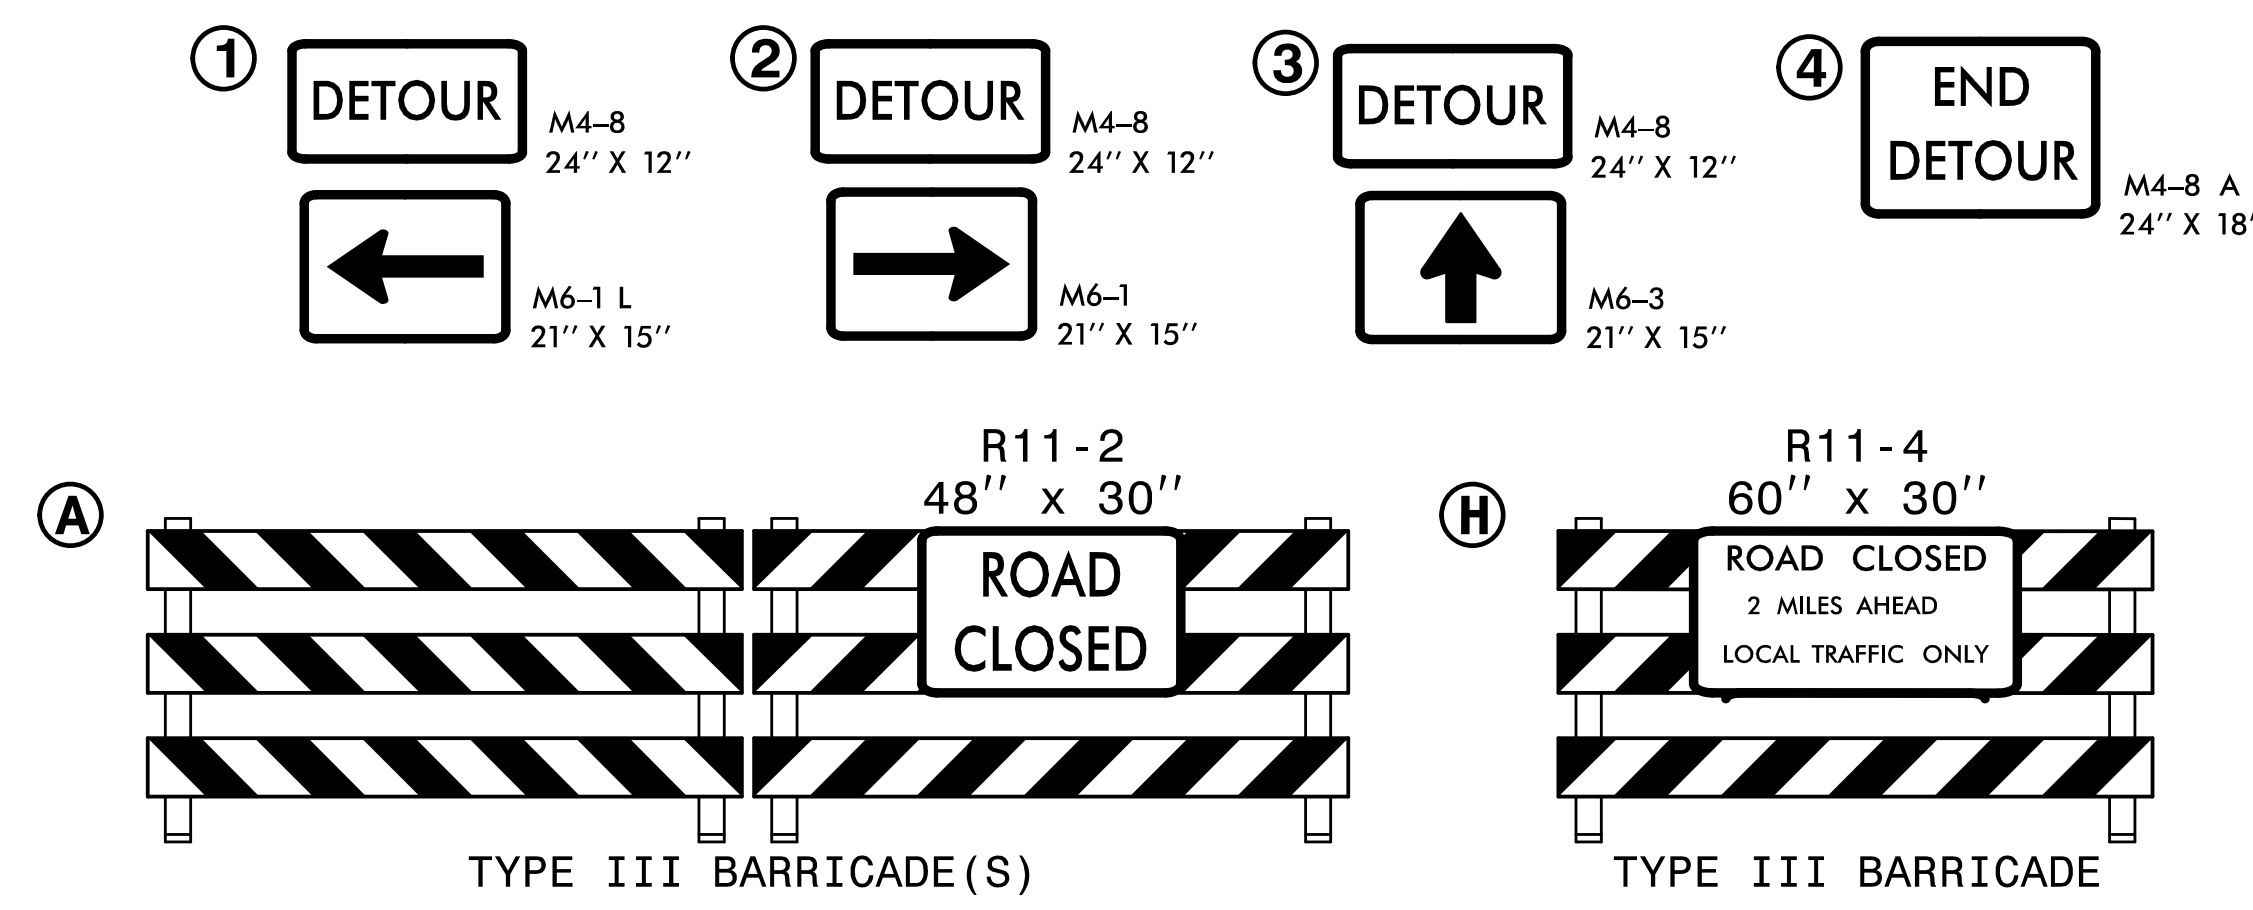 1
DETOUR
M4–8
24'' X 12''
M6–1 L
21'' X 15''
2
DETOUR
M4–8
24'' X 12''
M6–1
21'' X 15''
3
DETOUR
M4–8
24'' X 12''
M6–3
21'' X 15''
4
END
DETOUR
M4–8 A
24'' X 18'
A
R11-2
48'' x 30''
ROAD
CLOSED
TYPE III BARRICADE(S)
H
R11-4
60'' x 30''
ROAD CLOSED
2 MILES AHEAD
LOCAL TRAFFIC ONLY
TYPE III BARRICADE